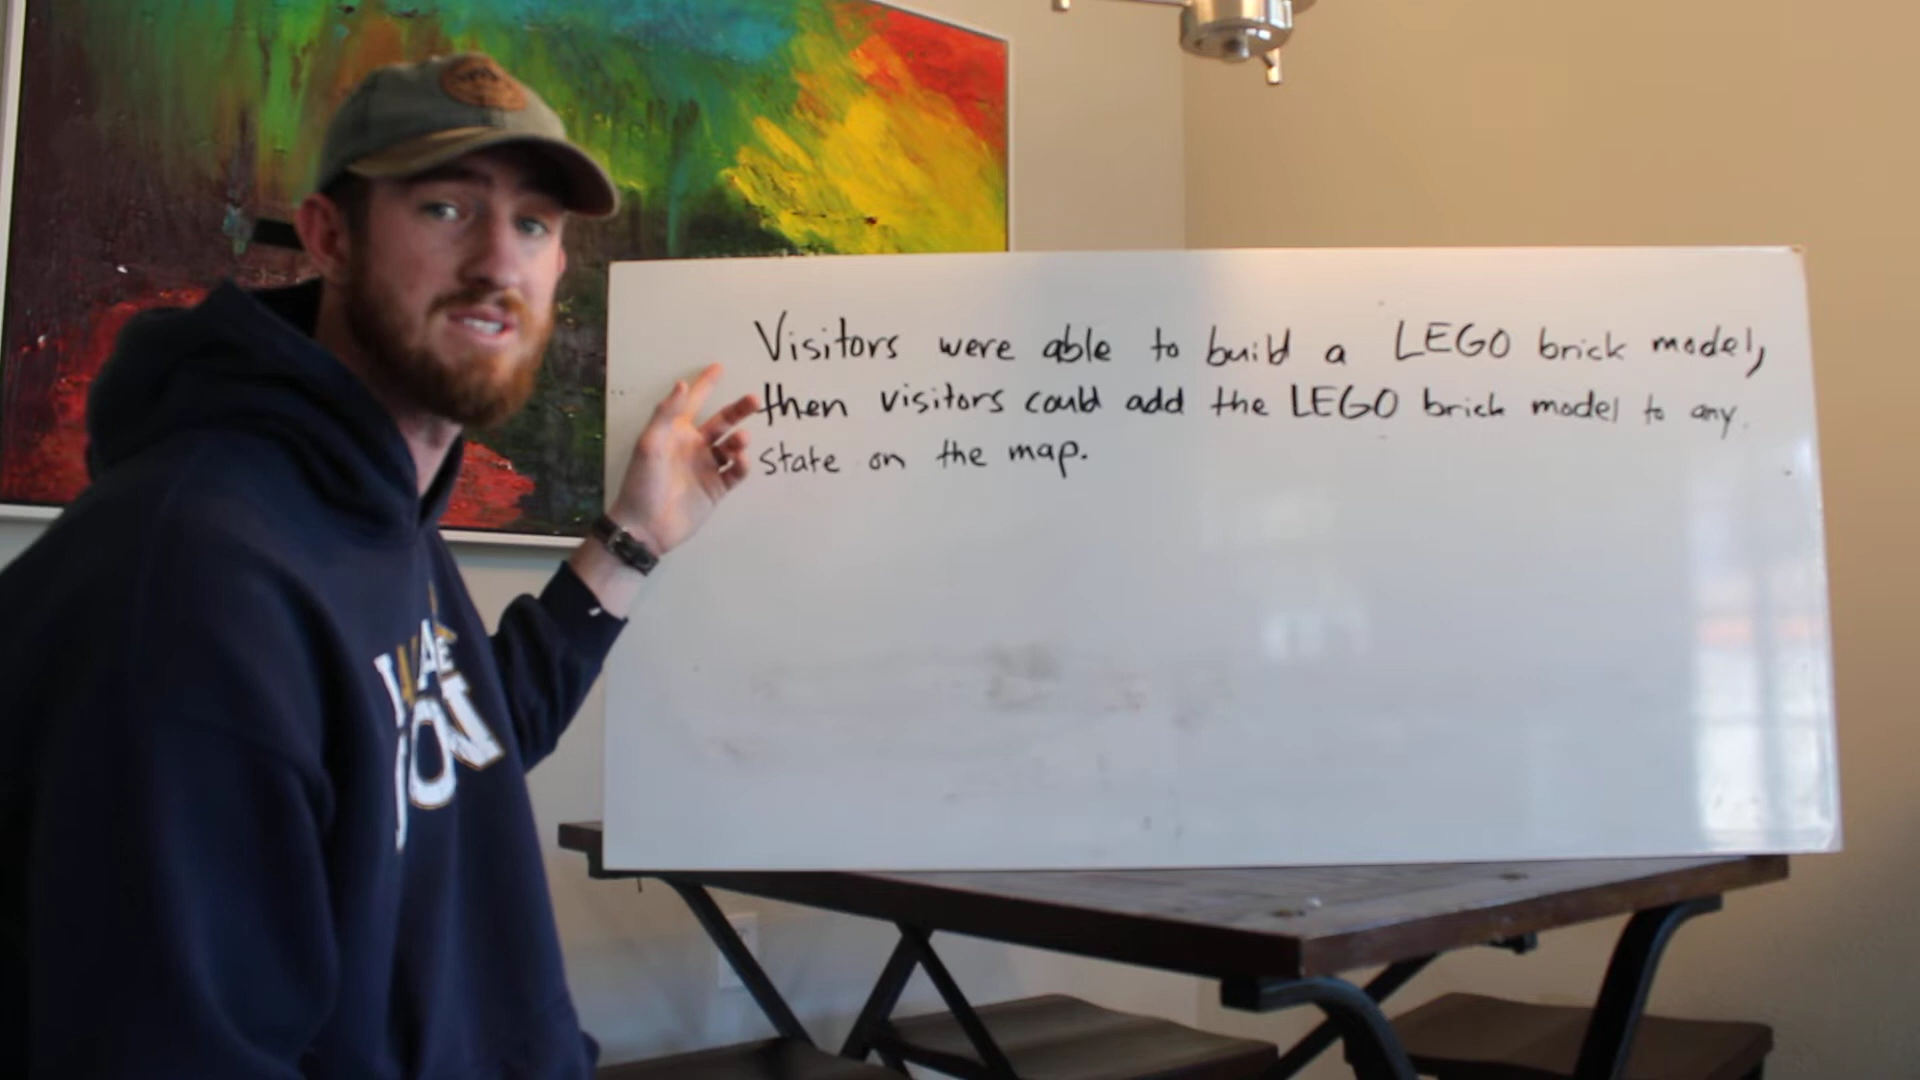 Visitors were able to build a LEGO brick model,
then visitors could add the LEGO brick model to any
state on the map.